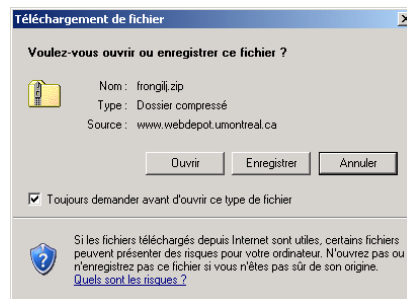 Téléchargement de fichier
Voulez-vous ouvrir ou enregistrer ce fichier ?
Nom : frongilj.zip
Type : Dossier compressé
Source : www.webdepot.umontreal.ca
Ouvrir Enregistrer Annuler
Toujours demander avant d'ouvrir ce type de fichier
Si les fichiers téléchargés depuis Internet sont utiles, certains fichiers
peuvent présenter des risques pour votre ordinateur. N'ouvrez pas ou
n'enregistrez pas ce fichier si vous n'êtes pas sûr de son origine.
Quels sont les risques ?